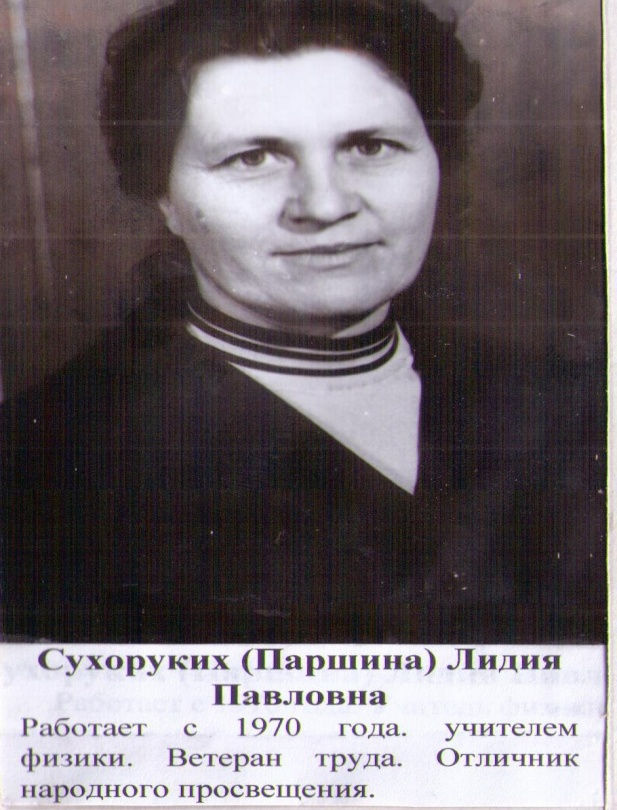 Сухоруких (Паршина) Лидия
Павловна
Работает с 1970 года. учителем
физики. Ветеран труда. Отличник
народного просвещения.